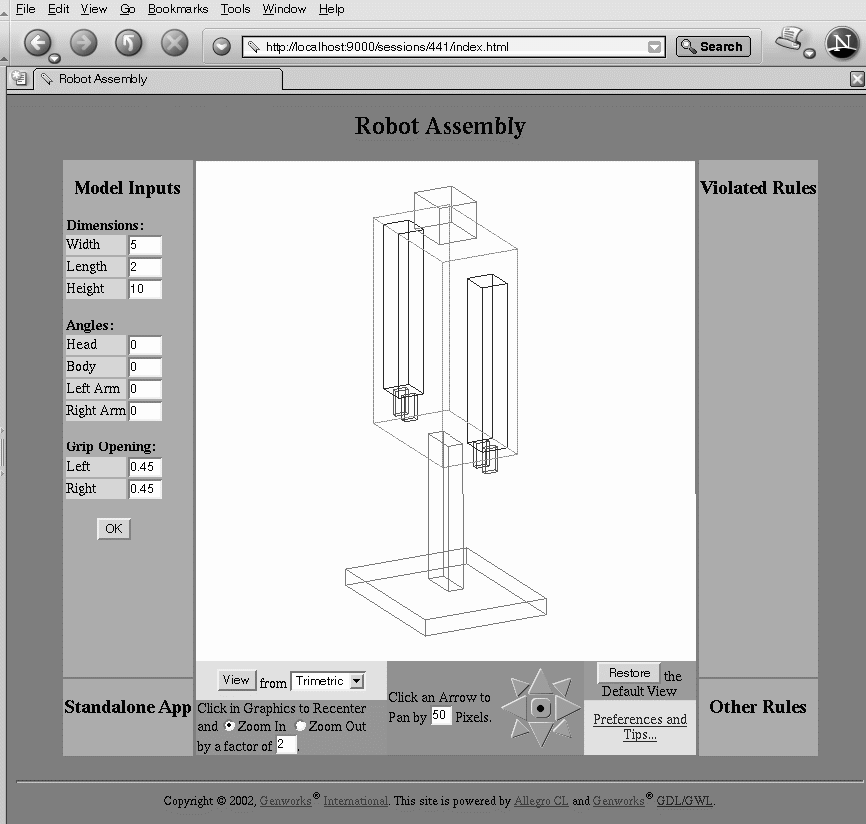 File Edit View Go Bookmarks Tools Window Help
http://localhost:9000/sessions/441/index.html Search N
Robot Assembly
Robot Assembly
Model Inputs
Dimensions:
Width 5
Length 2
Height 10
Angles:
Head 0
Body 0
Left Arm 0
Right Arm 0
Grip Opening:
Left 0.45
Right 0.45
OK
Standalone App
View from Trimetric
Click in Graphics to Recenter
and Zoom In Zoom Out
by a factor of 2.
Click an Arrow to
Pan by 50 Pixels.
Restore the
Default View
Preferences and
Tips...
Violated Rules
Other Rules
Copyright © 2002, Genworks® International. This site is powered by Allegro CL and Genworks® GDL/GWL.